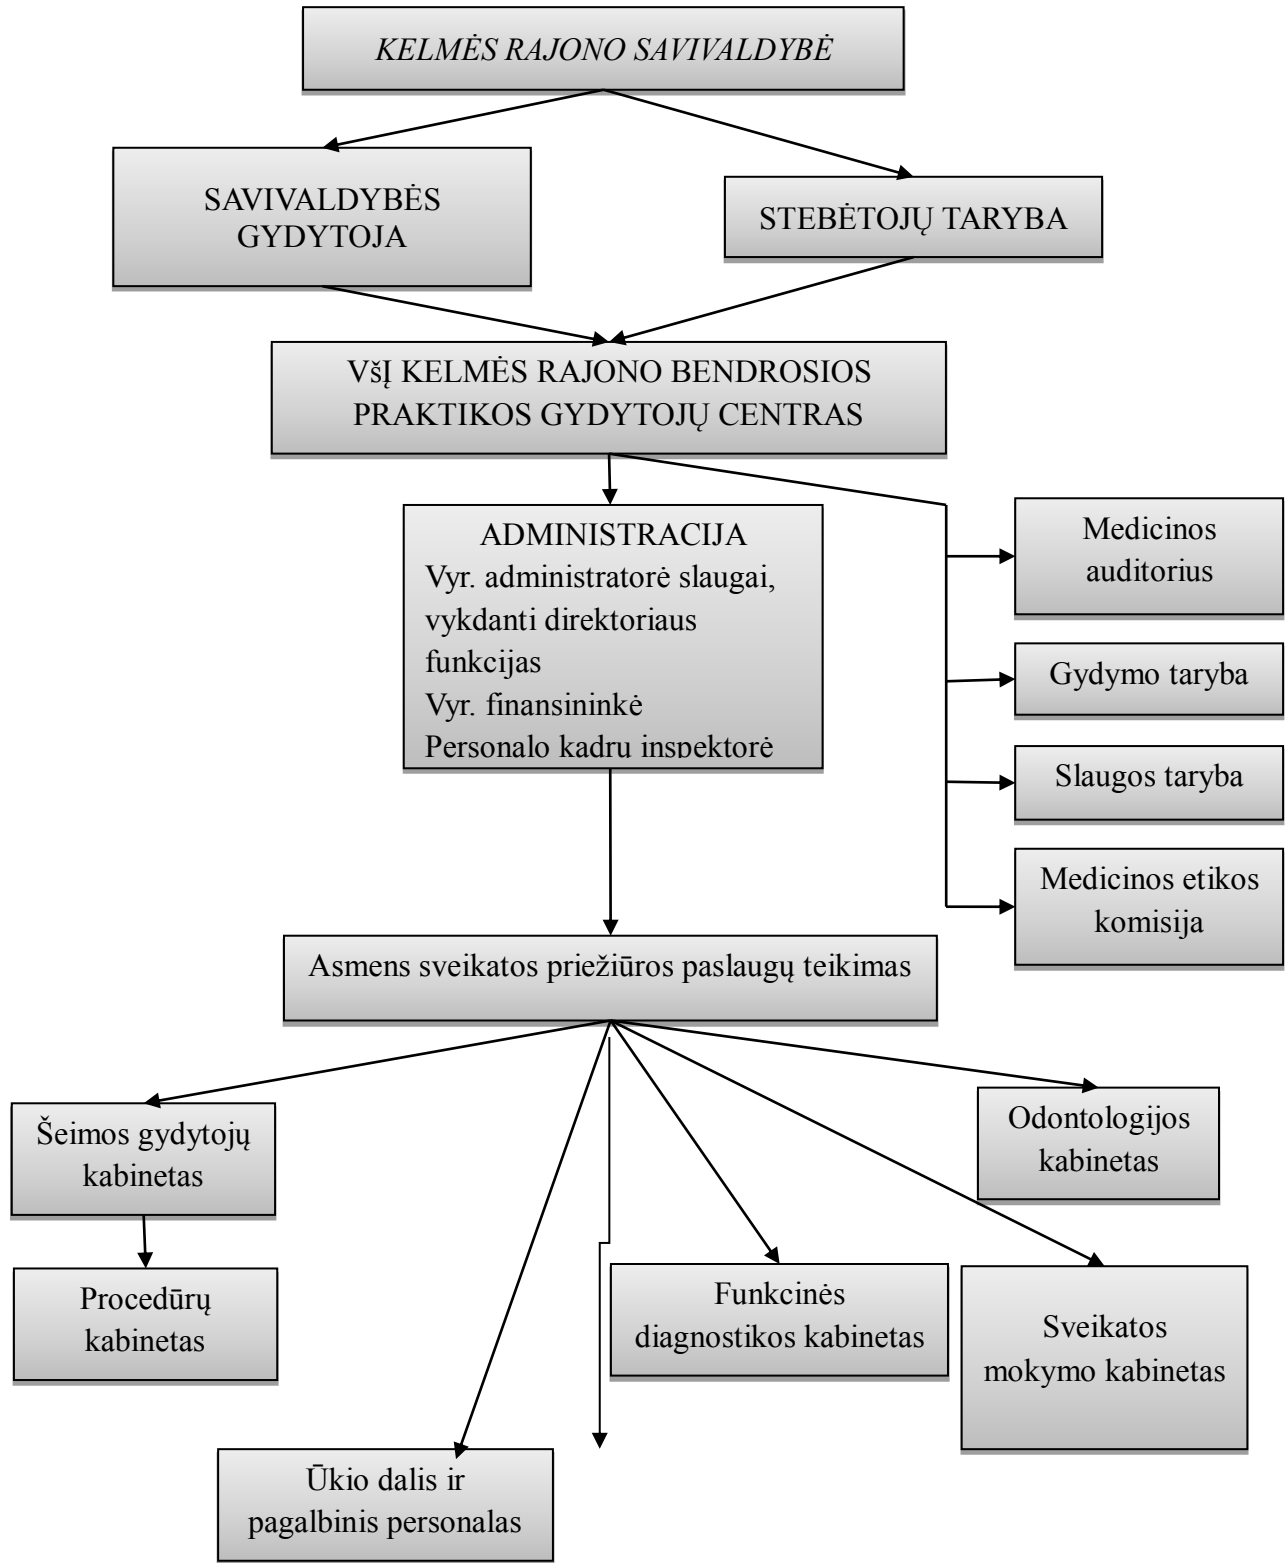 KELMĖS RAJONO SAVIVALDYBĖ
SAVIVALDYBĖS
GYDYTOJA
STEBĖTOJŲ TARYBA
VšĮ KELMĖS RAJONO BENDROSIOS
PRAKTIKOS GYDYTOJŲ CENTRAS
ADMINISTRACIJA
Vyr. administratorė slaugai,
vykdanti direktoriaus
funkcijas
Vyr. finansininkė
Personalo kadru inspektorė
Medicinos
auditorius
Gydymo taryba
Slaugos taryba
Medicinos etikos
komisija
Asmens sveikatos priežiūros paslaugų teikimas
Šeimos gydytojų
kabinetas
Odontologijos
kabinetas
Procedūrų
kabinetas
Funkcinės
diagnostikos kabinetas
Sveikatos
mokymo kabinetas
Ūkio dalis ir
pagalbinis personalas